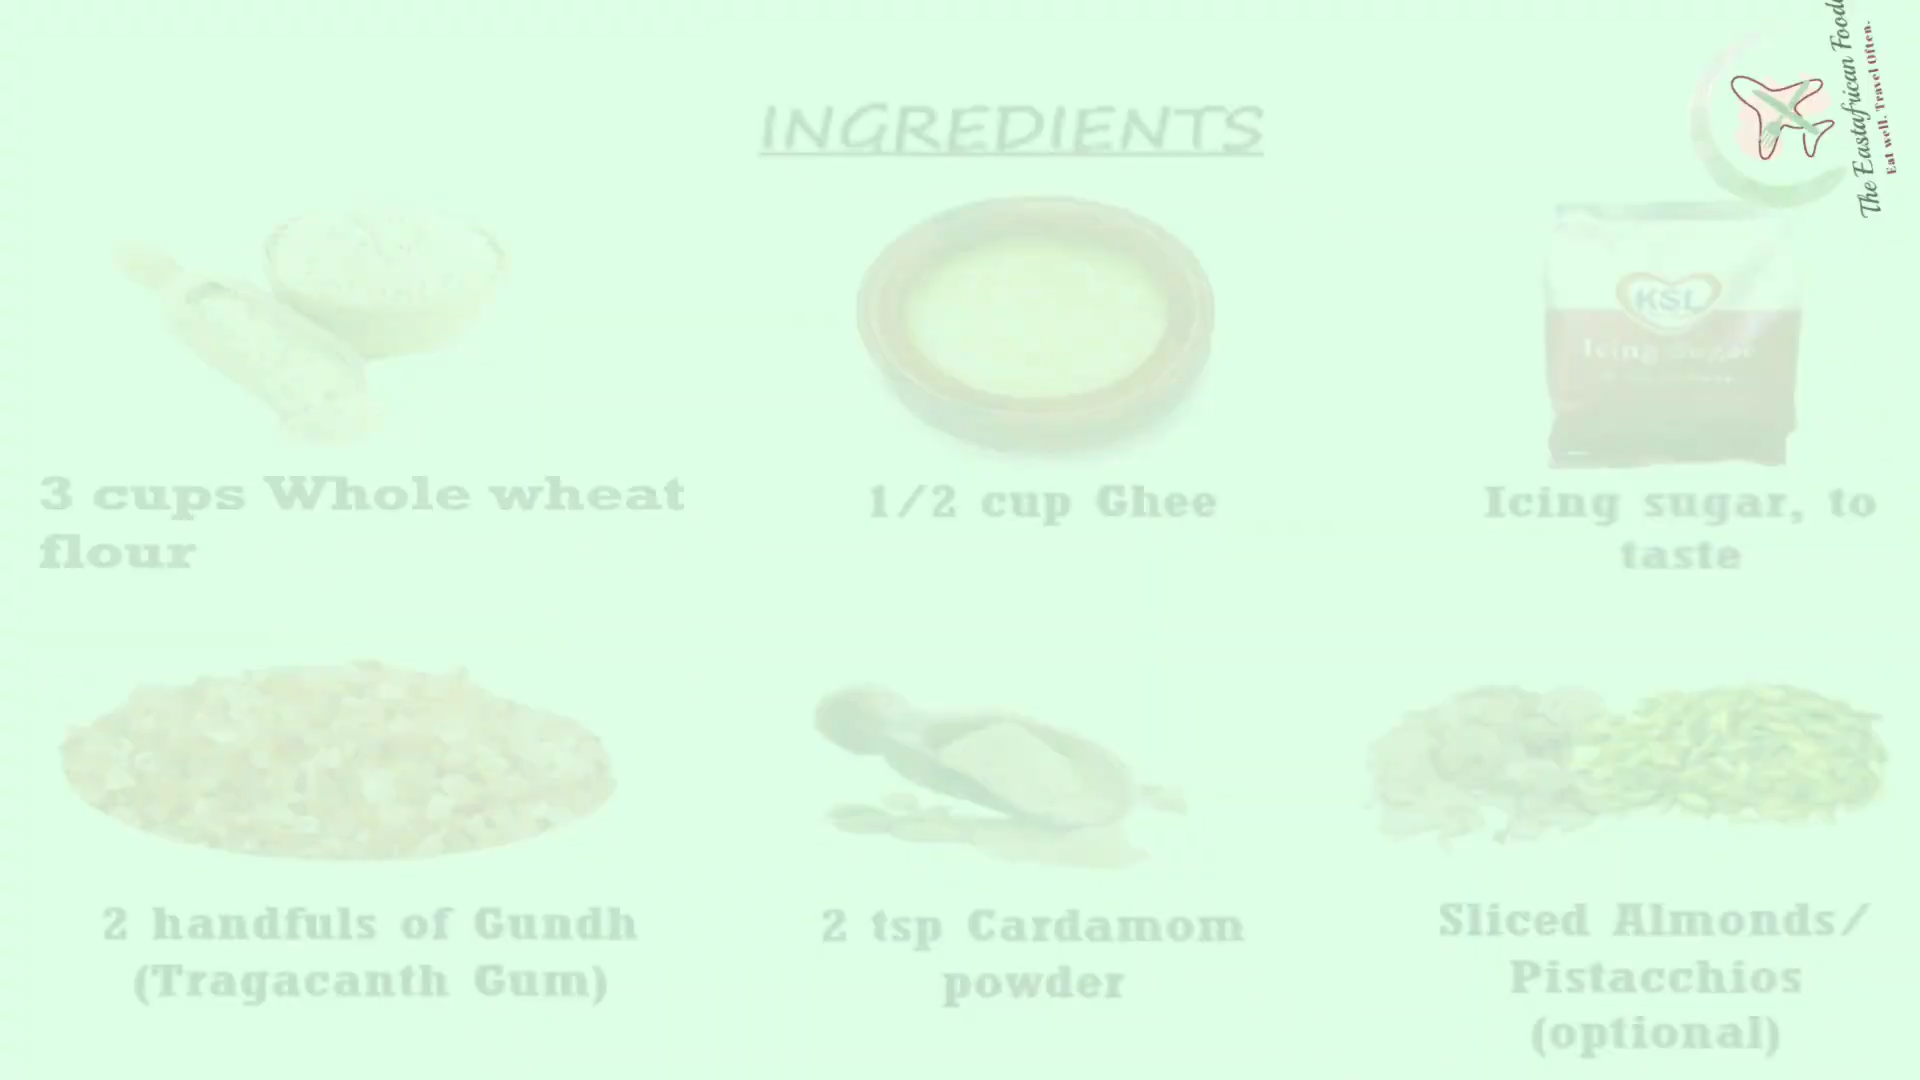 INGREDIENTS
The Eastafrican Foodie
Eat Well. Travel Often.
KSL
Icing Sugar
3 cups Whole wheat
flour
1/2 cup Ghee
Icing sugar, to
taste
2 handfuls of Gundh
(Tragacanth Gum)
2 tsp Cardamom
powder
Sliced Almonds/
Pistacchios
(optional)